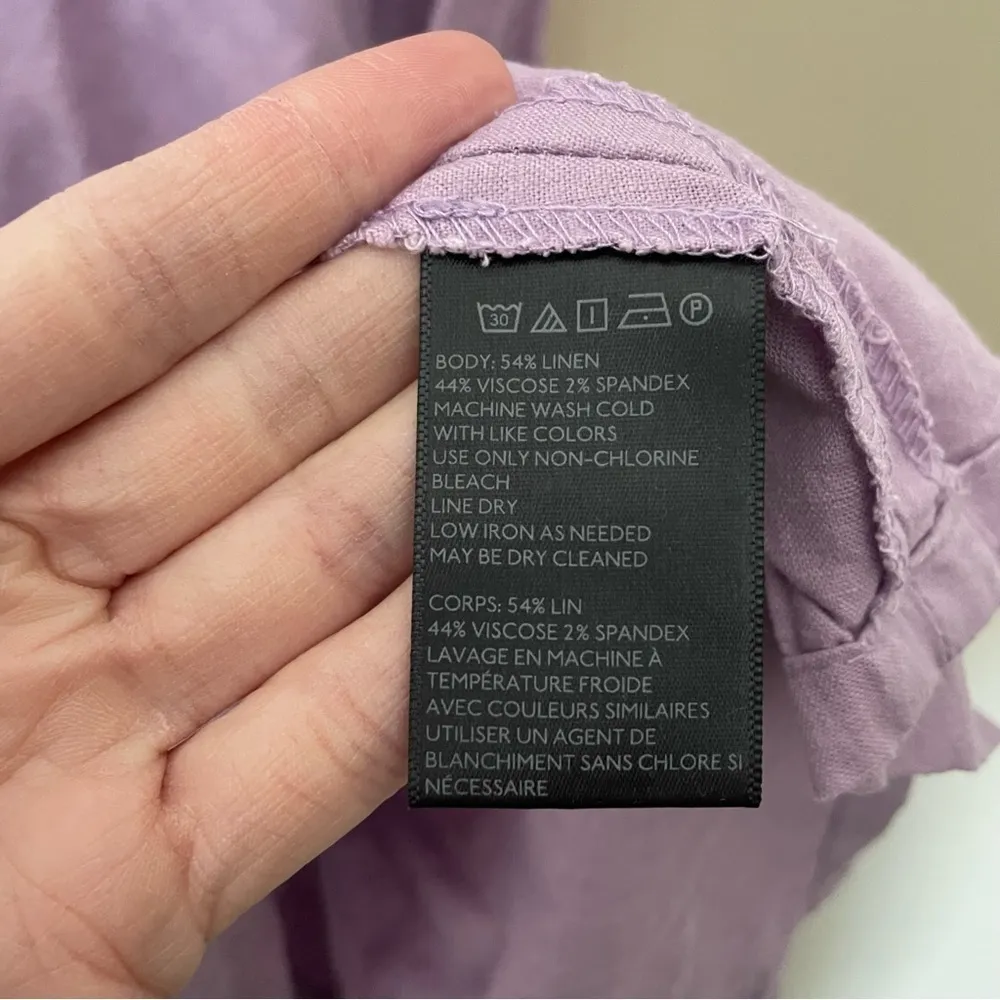 30 P
BODY: 54% LINEN
44% VISCOSE 2% SPANDEX
MACHINE WASH COLD
WITH LIKE COLORS
USE ONLY NON-CHLORINE
BLEACH
LINE DRY
LOW IRON AS NEEDED
MAY BE DRY CLEANED
CORPS: 54% LIN
44% VISCOSE 2% SPANDEX
LAVAGE EN MACHINE À
TEMPÉRATURE FROIDE
AVEC COULEURS SIMILAIRES
UTILISER UN AGENT DE
BLANCHIMENT SANS CHLORE SI
NÉCESSAIRE